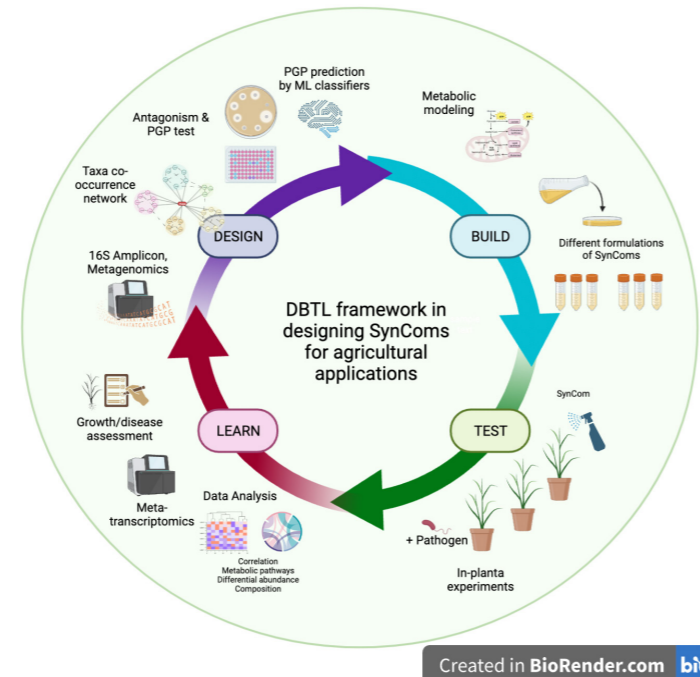 PGP prediction
by ML classifiers
Metabolic
modeling
Antagonism &
PGP test
Taxa co-
occurrence
network
DESIGN
BUILD
Different formulations
of SynComs
16S Amplicon,
Metagenomics
DBTL framework in
designing SynComs
for agricultural
applications
SynCom
Growth/disease
assessment
LEARN
TEST
Meta-
transcriptomics
Data Analysis
Correlation
Metabolic pathways
Differential abundance
Composition
+ Pathogen
In-planta
experiments
Created in BioRender.com